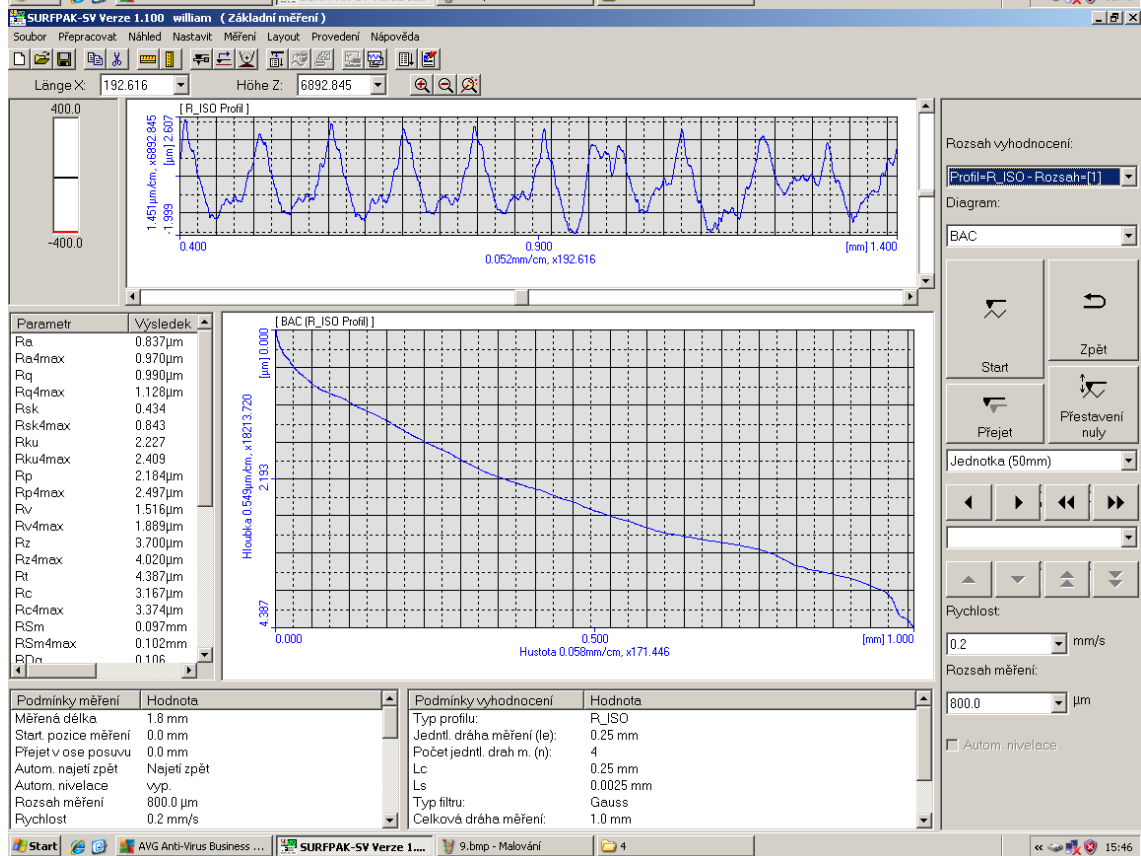 SURFPAK-SV Verze 1.100 william ( Základní měření )
Soubor Přepracovat Náhled Nastavit Měření Layout Provedení Nápověda
Länge X: 192.616 Höhe Z: 6892.845
400.0
-400.0
[ R_ISO Profil ]
1.451µm/cm, x6892.845
-1.999 [µm] 2.607
0.400 0.900 [mm] 1.400
0.052mm/cm, x192.616
Rozsah vyhodnocení:
Profil=R_ISO - Rozsah=[1]
Diagram:
BAC
Start
Zpět
Přejet
Přestavení
nuly
Jednotka (50mm)
Rychlost:
0.2 mm/s
Rozsah měření:
800.0 µm
Autom. nivelace
Parametr Výsledek
Ra 0.837µm
Ra4max 0.970µm
Rq 0.990µm
Rq4max 1.128µm
Rsk 0.434
Rsk4max 0.843
Rku 2.227
Rku4max 2.409
Rp 2.184µm
Rp4max 2.497µm
Rv 1.516µm
Rv4max 1.889µm
Rz 3.700µm
Rz4max 4.020µm
Rt 4.387µm
Rc 3.167µm
Rc4max 3.374µm
RSm 0.097mm
RSm4max 0.102mm
RDq 0.106
[ BAC (R_ISO Profil) ]
Hloubka 0.549µm/cm, x18213.720
4.387 2.193 [µm] 0.000
0.000 0.500 [mm] 1.000
Hustota 0.058mm/cm, x171.446
Podmínky měření Hodnota
Měřená délka 1.8 mm
Start. pozice měření 0.0 mm
Přejet v ose posuvu 0.0 mm
Autom. najetí zpět Najetí zpět
Autom. nivelace vyp.
Rozsah měření 800.0 µm
Rychlost 0.2 mm/s
Podmínky vyhodnocení Hodnota
Typ profilu: R_ISO
Jedntl. dráha měření (le): 0.25 mm
Počet jedntl. drah m. (n): 4
Lc 0.25 mm
Ls 0.0025 mm
Typ filtru: Gauss
Celková dráha měření: 1.0 mm
Start AVG Anti-Virus Business ... SURFPAK-SV Verze 1.... 9.bmp - Malování 4 15:46